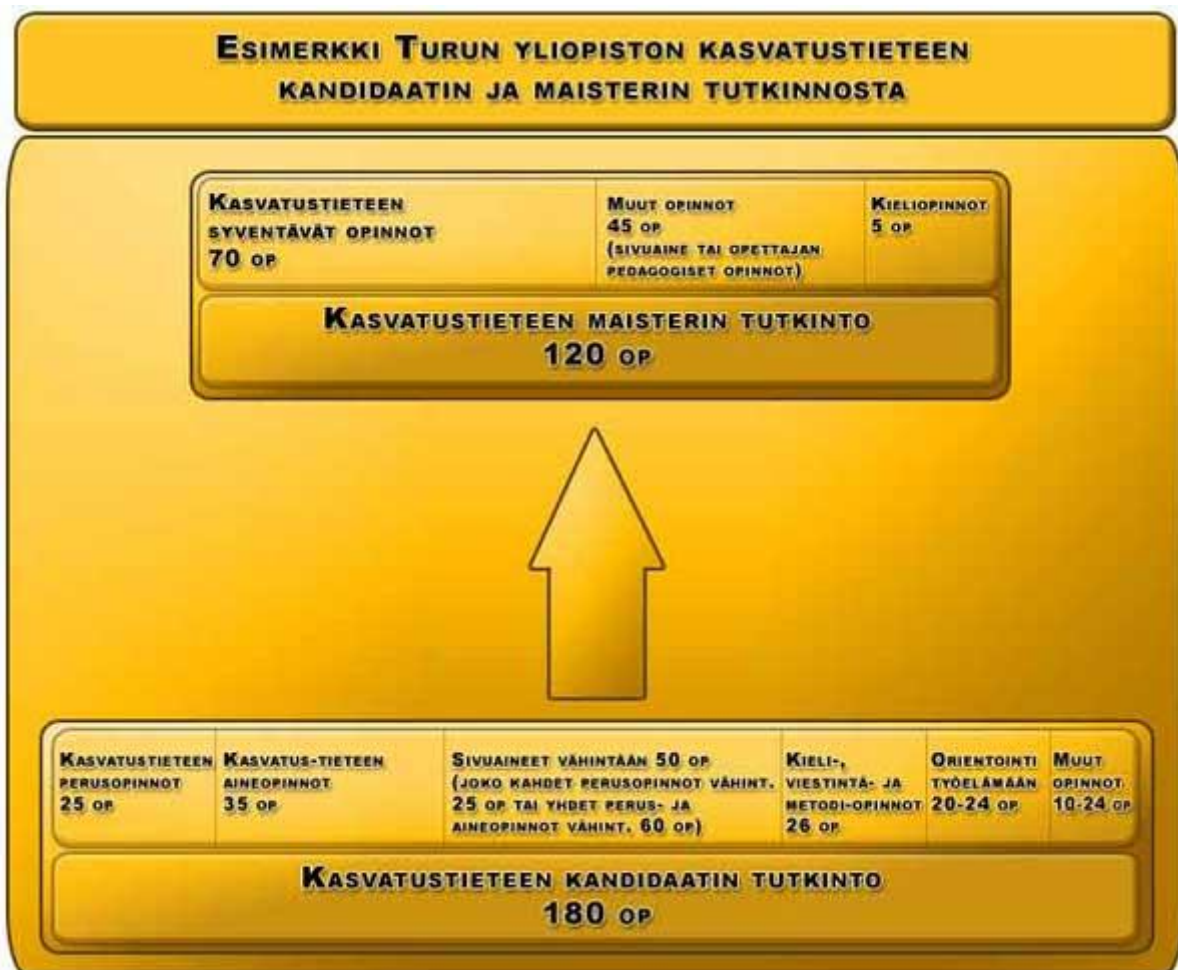 Esimerkki Turun yliopiston kasvatustieteen
kandidaatin ja maisterin tutkinnosta
Kasvatustieteen
syventävät opinnot
70 op
Muut opinnot
45 op
(sivuaine tai opettajan
pedagogiset opinnot)
Kieliopinnot
5 op
Kasvatustieteen maisterin tutkinto
120 op
Kasvatustieteen
perusopinnot
25 op
Kasvatus-tieteen
aineopinnot
35 op
Sivuaineet vähintään 50 op
(joko kahdet perusopinnot vähint.
25 op tai yhdet perus- ja
aineopinnot vähint. 60 op)
Kieli-,
viestintä- ja
metodi-opinnot
26 op
Orientointi
työelämään
20-24 op
Muut
opinnot
10-24 op
Kasvatustieteen kandidaatin tutkinto
180 op